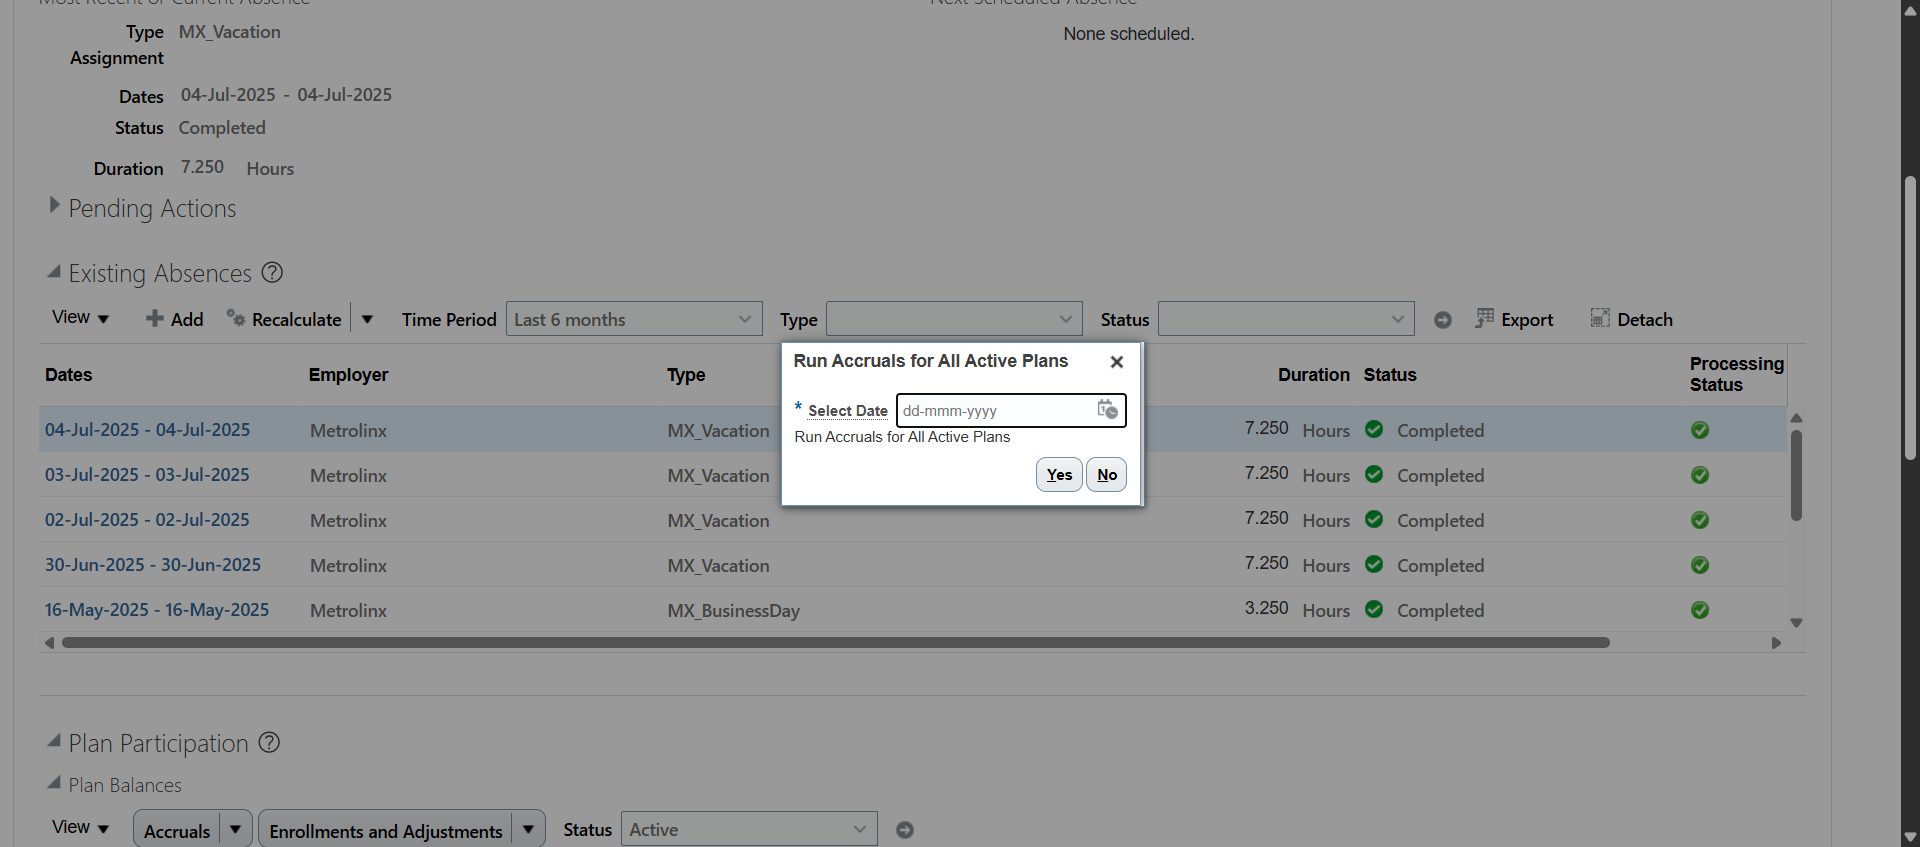 Most Recent or Current Absence
Next Scheduled Absence
Type MX_Vacation
None scheduled.
Assignment
Dates 04-Jul-2025 - 04-Jul-2025
Status Completed
Duration 7.250 Hours
Pending Actions
Existing Absences ?
View Add Recalculate Time Period Last 6 months Type Status Export Detach
Dates Employer Type Duration Status Processing Status
04-Jul-2025 - 04-Jul-2025 Metrolinx MX_Vacation 7.250 Hours Completed
03-Jul-2025 - 03-Jul-2025 Metrolinx MX_Vacation 7.250 Hours Completed
02-Jul-2025 - 02-Jul-2025 Metrolinx MX_Vacation 7.250 Hours Completed
30-Jun-2025 - 30-Jun-2025 Metrolinx MX_Vacation 7.250 Hours Completed
16-May-2025 - 16-May-2025 Metrolinx MX_BusinessDay 3.250 Hours Completed
Run Accruals for All Active Plans
* Select Date dd-mmm-yyyy
Run Accruals for All Active Plans
Yes No
Plan Participation ?
Plan Balances
View Accruals Enrollments and Adjustments Status Active